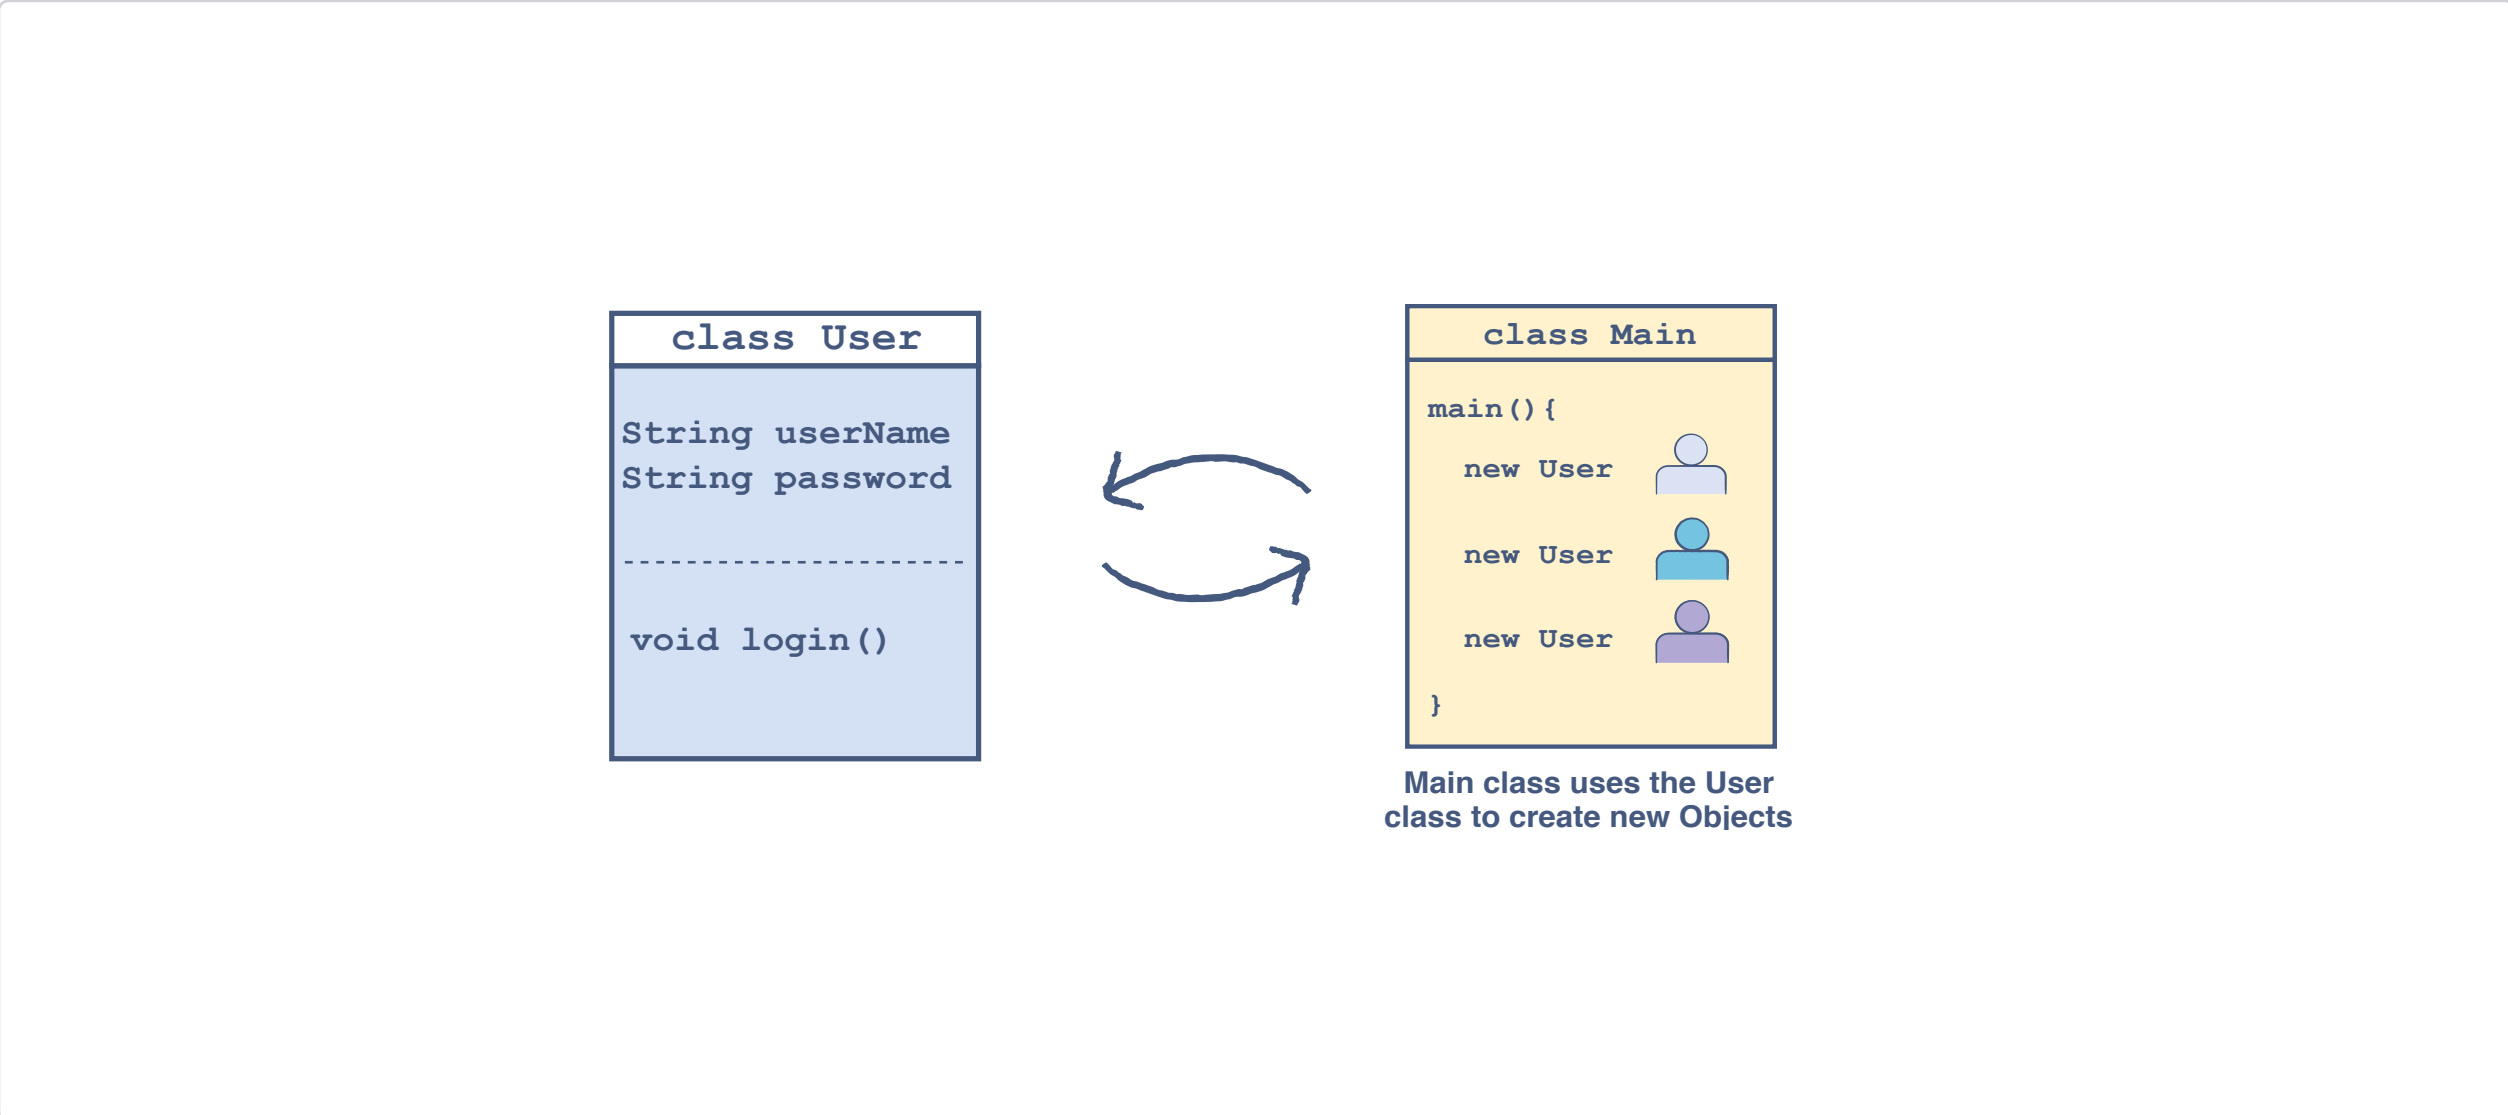 class User
String userName
String password
void login()
class Main
main(){
new User
new User
new User
}
Main class uses the User
class to create new Objects